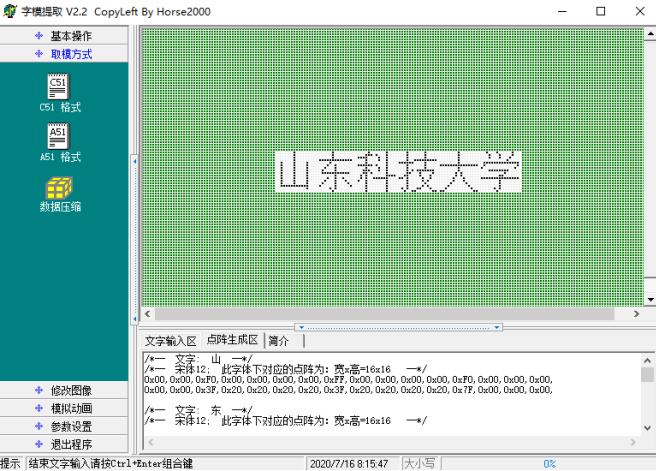 字模提取 V2.2 CopyLeft By Horse2000
基本操作
取模方式
C51
C51 格式
A51
A51 格式
数据压缩
山东科技大学
修改图像
模拟动画
参数设置
退出程序
文字输入区 点阵生成区 简介
/*-- 文字: 山 --*/
/*-- 宋体12; 此字体下对应的点阵为：宽x高=16x16 --*/
0x00,0x00,0xF0,0x00,0x00,0x00,0x00,0xFF,0x00,0x00,0x00,0x00,0xF0,0x00,0x00,0x00,
0x00,0x00,0x3F,0x20,0x20,0x20,0x20,0x3F,0x20,0x20,0x20,0x20,0x7F,0x00,0x00,0x00,
/*-- 文字: 东 --*/
/*-- 宋体12; 此字体下对应的点阵为：宽x高=16x16 --*/
提示 结束文字输入请按Ctrl+Enter组合键 2020/7/16 8:15:47 大小写 0%